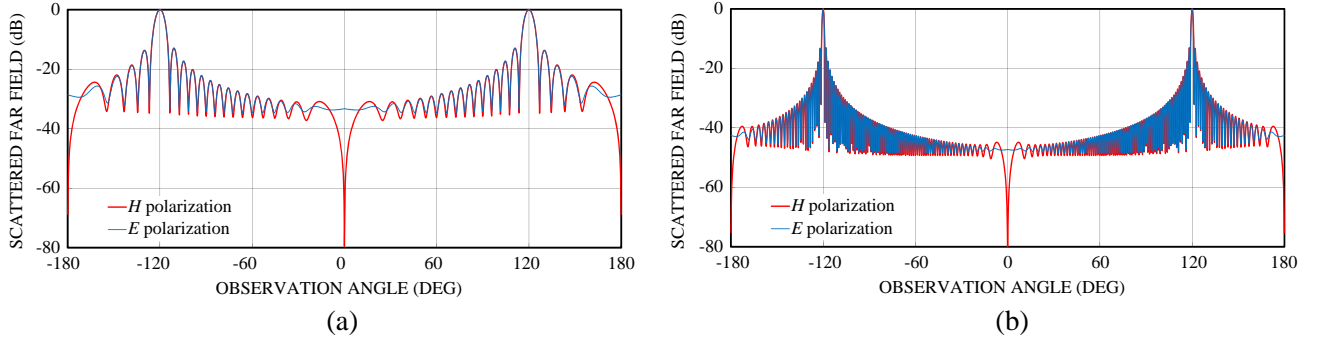 SCATTERED FAR FIELD (dB)
0
-20
-40
-60
-80
H polarization
E polarization
-180
-120
-60
0
60
120
180
OBSERVATION ANGLE (DEG)
(a)
SCATTERED FAR FIELD (dB)
0
-20
-40
-60
-80
H polarization
E polarization
-180
-120
-60
0
60
120
180
OBSERVATION ANGLE (DEG)
(b)